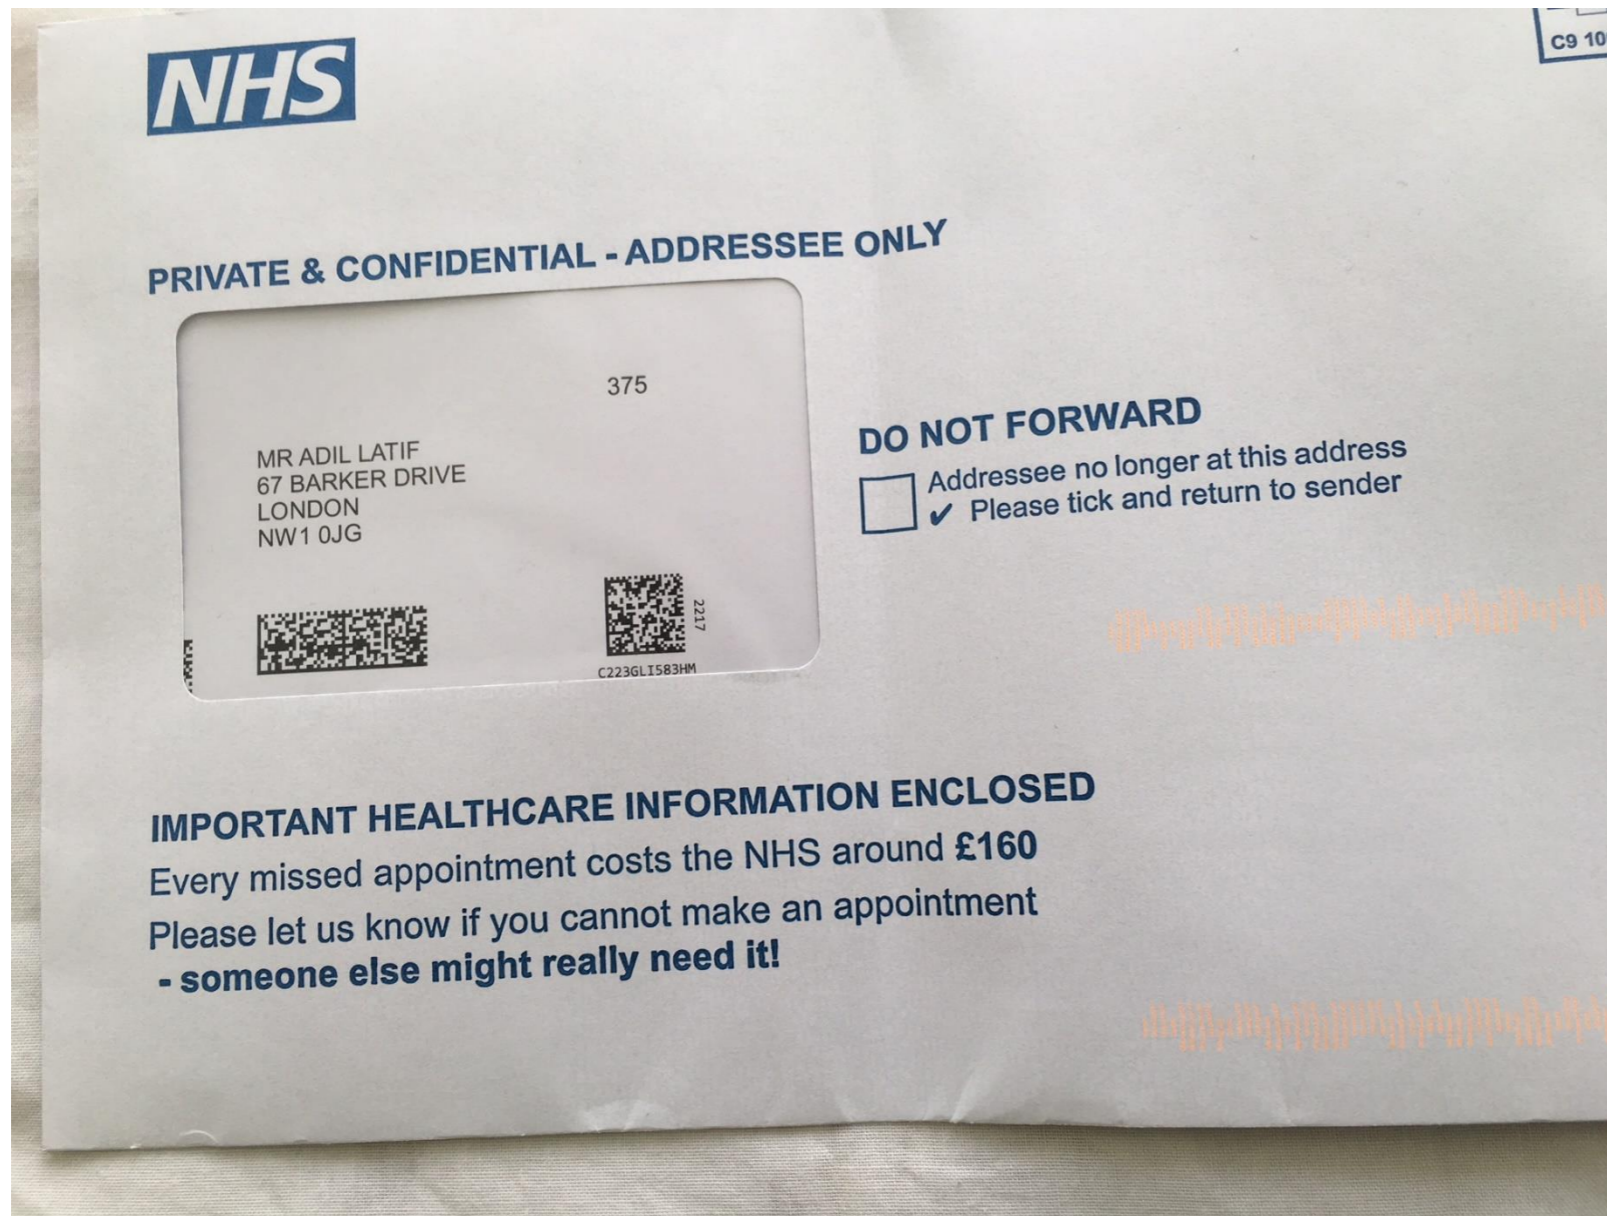 NHS
C9 10
PRIVATE & CONFIDENTIAL - ADDRESSEE ONLY
375
MR ADIL LATIF
67 BARKER DRIVE
LONDON
NW1 0JG
2217
C223GLI583HM
DO NOT FORWARD
Addressee no longer at this address
✔ Please tick and return to sender
IMPORTANT HEALTHCARE INFORMATION ENCLOSED
Every missed appointment costs the NHS around £160
Please let us know if you cannot make an appointment
- someone else might really need it!